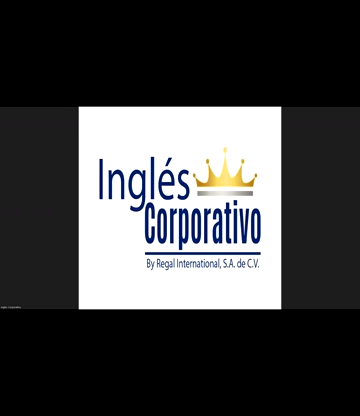 Inglés
Corporativo
By Regal International, S.A. de C.V.